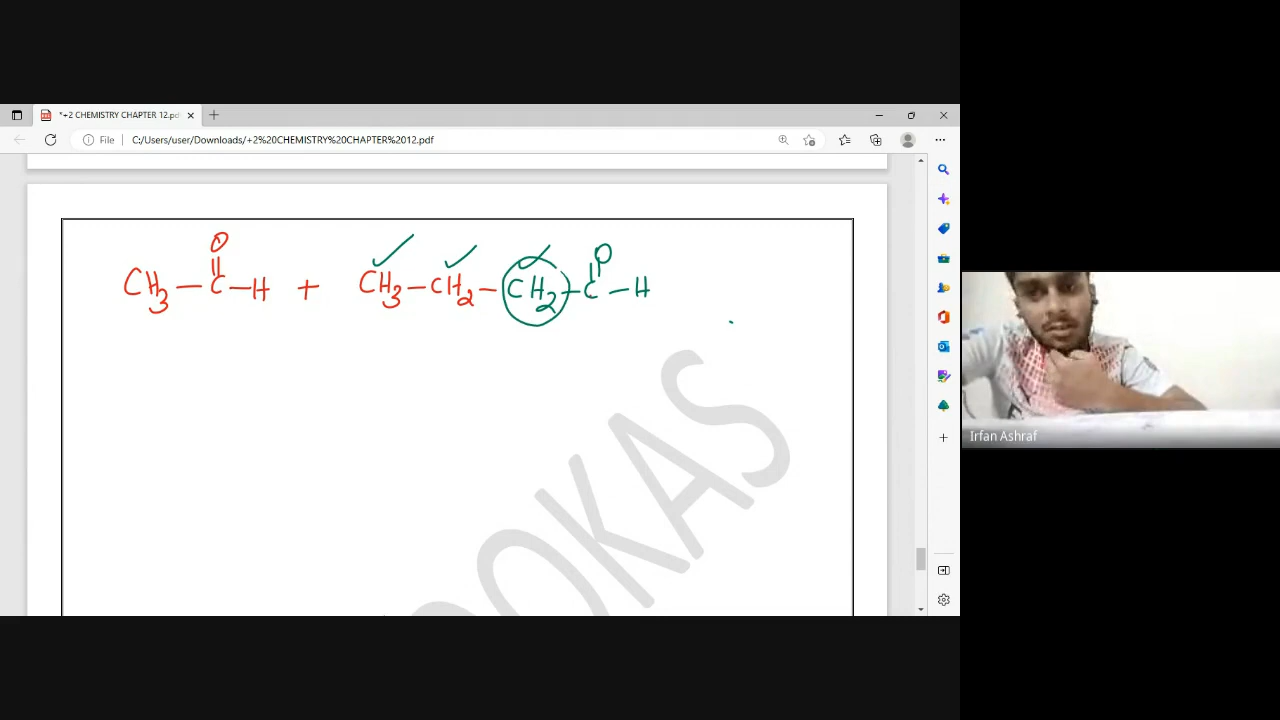 *+2 CHEMISTRY CHAPTER 12.pd
File
C:/Users/user/Downloads/+2%20CHEMISTRY%20CHAPTER%2012.pdf
O O
CH3 — C — H + CH3 — CH2 — CH2 — C — H
OOKAS
Irfan Ashraf